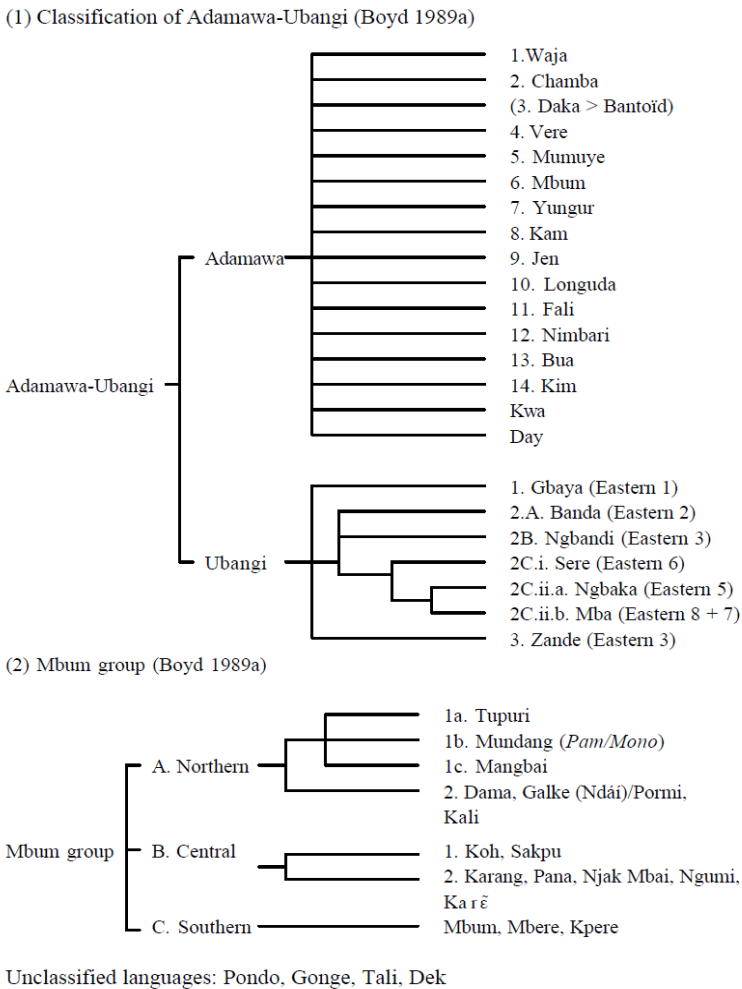 (1) Classification of Adamawa-Ubangi (Boyd 1989a)
1.Waja
2. Chamba
(3. Daka > Bantoïd)
4. Vere
5. Mumuye
6. Mbum
7. Yungur
8. Kam
Adamawa
9. Jen
10. Longuda
11. Fali
12. Nimbari
13. Bua
14. Kim
Adamawa-Ubangi
Kwa
Day
1. Gbaya (Eastern 1)
2.A. Banda (Eastern 2)
2B. Ngbandi (Eastern 3)
Ubangi
2C.i. Sere (Eastern 6)
2C.ii.a. Ngbaka (Eastern 5)
2C.ii.b. Mba (Eastern 8 + 7)
3. Zande (Eastern 3)
(2) Mbum group (Boyd 1989a)
1a. Tupuri
1b. Mundang (Pam/Mono)
A. Northern
1c. Mangbai
2. Dama, Galke (Ndáí)/Pormi,
Kali
Mbum group
B. Central
1. Koh, Sakpu
2. Karang, Pana, Njak Mbai, Ngumi,
Karɛ̃
C. Southern
Mbum, Mbere, Kpere
Unclassified languages: Pondo, Gonge, Tali, Dek